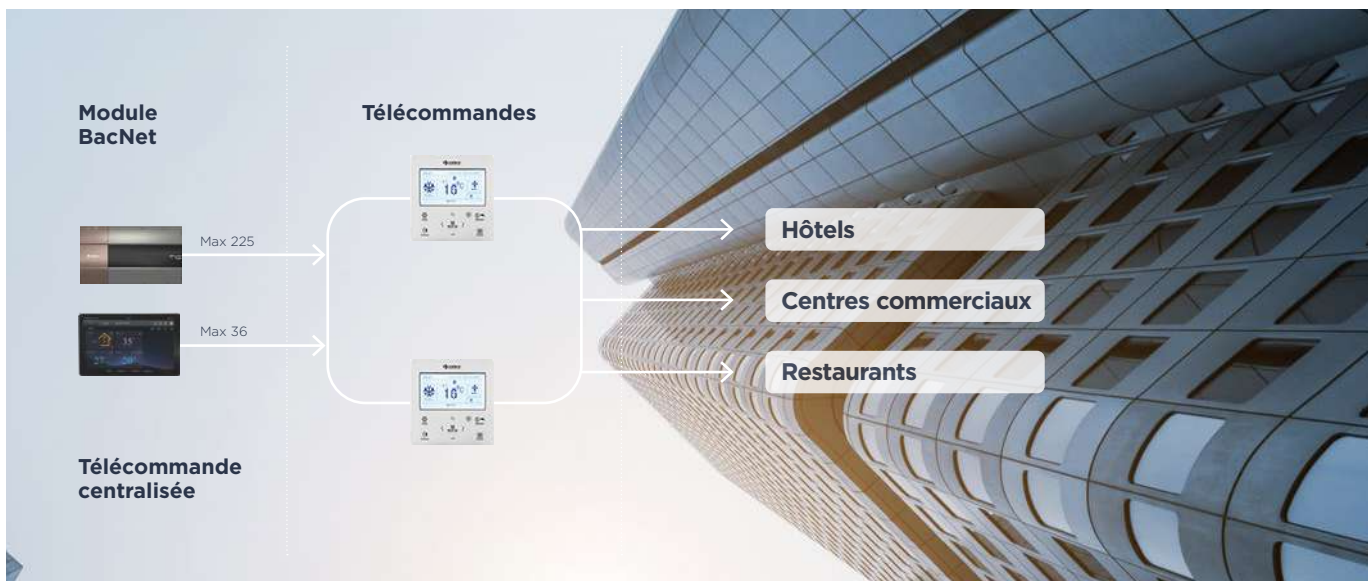 Module
BacNet
Télécommandes
Max 225
Max 36
Télécommande
centralisée
Hôtels
Centres commerciaux
Restaurants